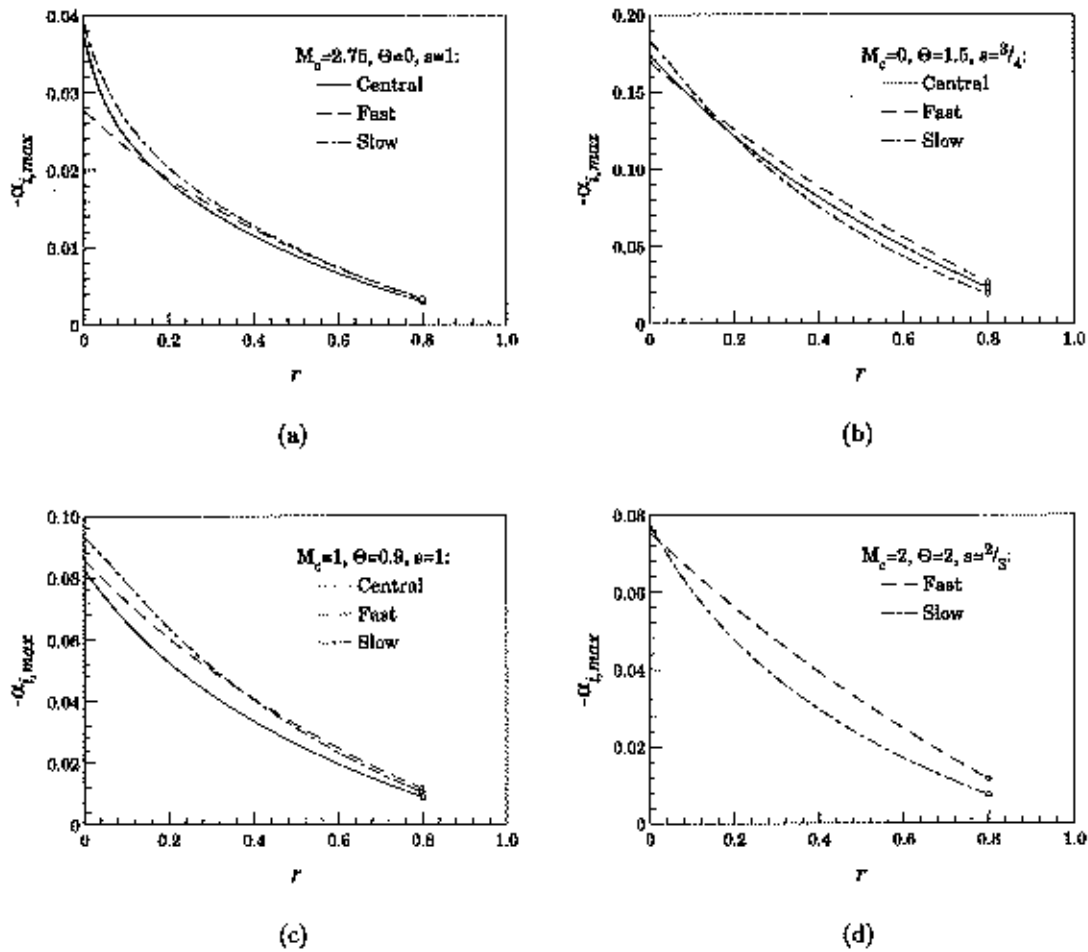 0.04
0.03
0.02
0.01
0
-α_{i,max}
M_c=2.75, Θ=0, s=1:
Central
Fast
Slow
0 0.2 0.4 0.6 0.8 1.0
r
(a)
0.20
0.15
0.10
0.05
0
-α_{i,max}
M_c=0, Θ=1.5, s=3/4:
Central
Fast
Slow
0 0.2 0.4 0.6 0.8 1.0
r
(b)
0.10
0.08
0.06
0.04
0.02
0
-α_{i,max}
M_c=1, Θ=0.9, s=1:
Central
Fast
Slow
0 0.2 0.4 0.6 0.8 1.0
r
(c)
0.08
0.06
0.04
0.02
0
-α_{i,max}
M_c=2, Θ=2, s=2/3:
Fast
Slow
0 0.2 0.4 0.6 0.8 1.0
r
(d)